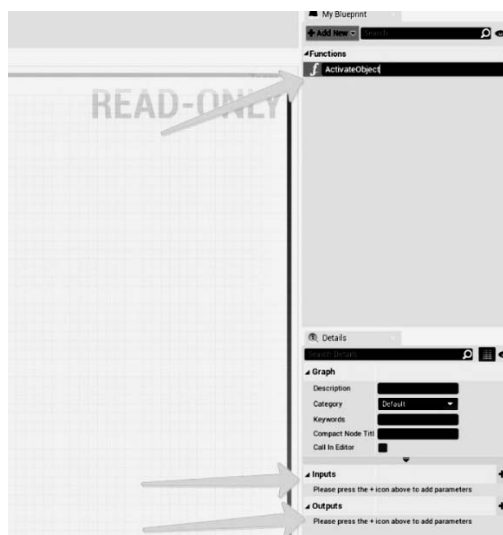 My Blueprint
+ Add New
Search
Functions
ActivateObject
READ-ONLY
Details
Search Details
Graph
Description
Category
Default
Keywords
Compact Node Titl
Call In Editor
Inputs
Please press the + icon above to add parameters
Outputs
Please press the + icon above to add parameters